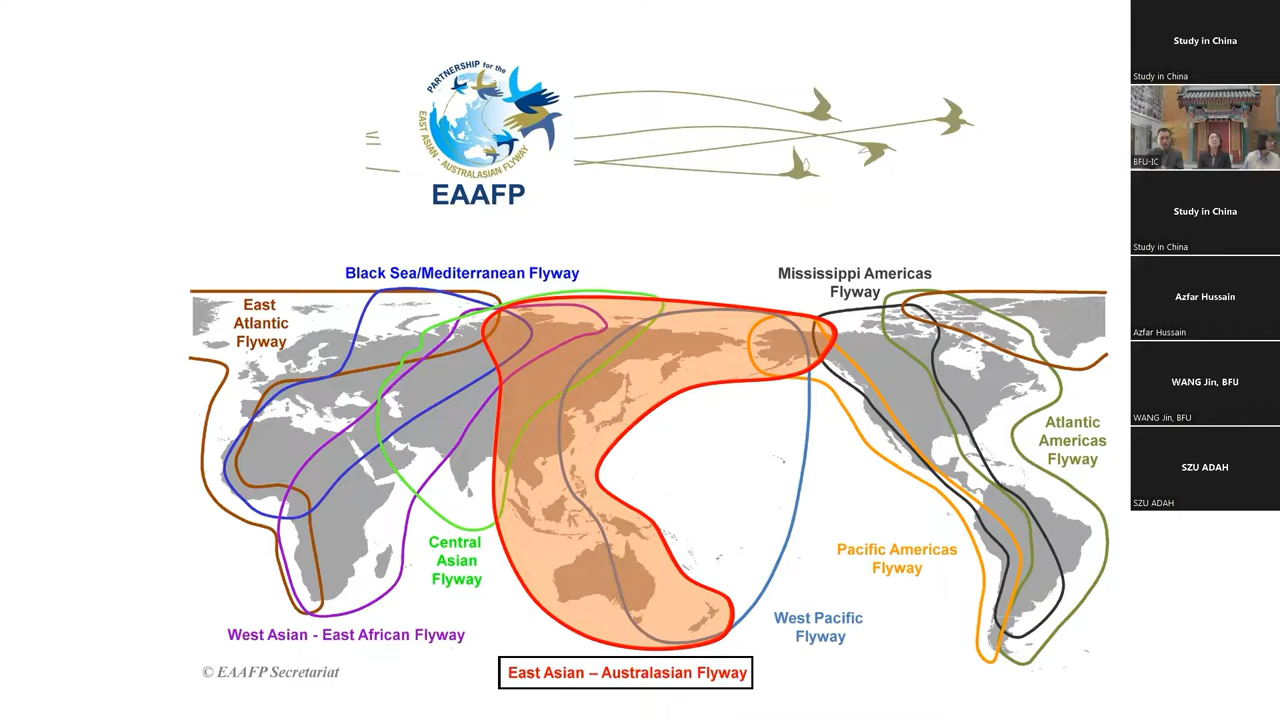 PARTNERSHIP for the
EAST ASIAN - AUSTRALASIAN FLYWAY
EAAFP
Black Sea/Mediterranean Flyway
Mississippi Americas
Flyway
East
Atlantic
Flyway
Atlantic
Americas
Flyway
Central
Asian
Flyway
Pacific Americas
Flyway
West Pacific
Flyway
West Asian - East African Flyway
© EAAFP Secretariat
East Asian – Australasian Flyway
Study in China
Study in China
BFU-IC
Study in China
Study in China
Azfar Hussain
Azfar Hussain
WANG Jin, BFU
WANG Jin, BFU
SZU ADAH
SZU ADAH